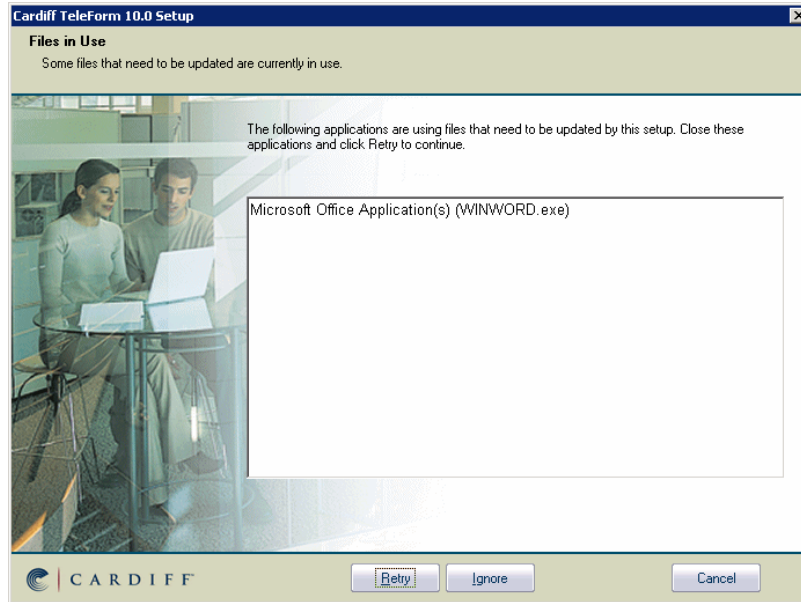 Cardiff TeleForm 10.0 Setup
Files in Use
Some files that need to be updated are currently in use.
The following applications are using files that need to be updated by this setup. Close these
applications and click Retry to continue.
Microsoft Office Application(s) (WINWORD.exe)
CARDIFF
Retry
Ignore
Cancel